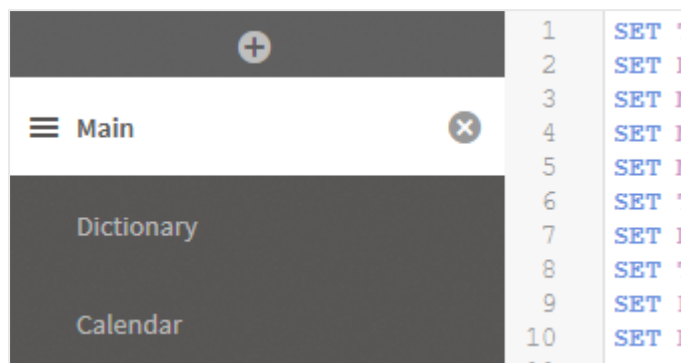 Main
Dictionary
Calendar
1 SET
2 SET
3 SET
4 SET
5 SET
6 SET
7 SET
8 SET
9 SET
10 SET